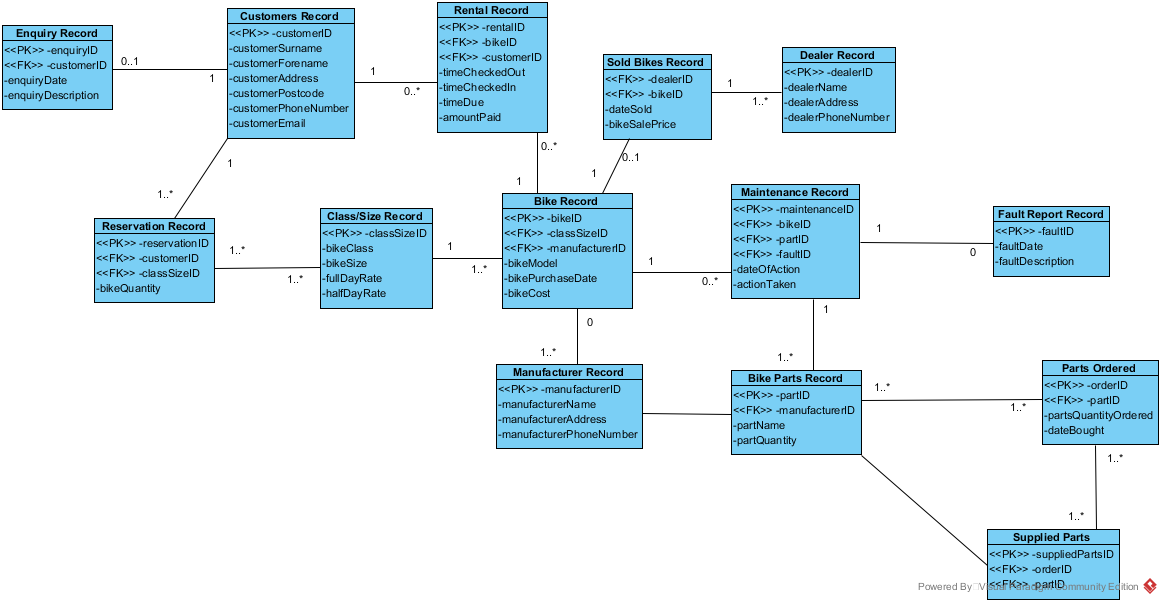 Enquiry Record
<<PK>> -enquiryID
<<FK>> -customerID
-enquiryDate
-enquiryDescription
0..1
1
Customers Record
<<PK>> -customerID
-customerSurname
-customerForename
-customerAddress
-customerPostcode
-customerPhoneNumber
-customerEmail
1
0..*
Rental Record
<<PK>> -rentalID
<<FK>> -bikeID
<<FK>> -customerID
-timeCheckedOut
-timeCheckedIn
-timeDue
-amountPaid
0..*
1
Sold Bikes Record
<<FK>> -dealerID
<<FK>> -bikeID
-dateSold
-bikeSalePrice
1
1..*
0..1
1
Dealer Record
<<PK>> -dealerID
-dealerName
-dealerAddress
-dealerPhoneNumber
1
1..*
Reservation Record
<<PK>> -reservationID
<<FK>> -customerID
<<FK>> -classSizeID
-bikeQuantity
1..*
1..*
Class/Size Record
<<PK>> -classSizeID
-bikeClass
-bikeSize
-fullDayRate
-halfDayRate
1
1..*
Bike Record
<<PK>> -bikeID
<<FK>> -classSizeID
<<FK>> -manufacturerID
-bikeModel
-bikePurchaseDate
-bikeCost
1
0..*
0
1..*
Maintenance Record
<<PK>> -maintenanceID
<<FK>> -bikeID
<<FK>> -partID
<<FK>> -faultID
-dateOfAction
-actionTaken
1
0
1
1..*
Fault Report Record
<<PK>> -faultID
-faultDate
-faultDescription
Manufacturer Record
<<PK>> -manufacturerID
-manufacturerName
-manufacturerAddress
-manufacturerPhoneNumber
Bike Parts Record
<<PK>> -partID
<<FK>> -manufacturerID
-partName
-partQuantity
1..*
1..*
Parts Ordered
<<PK>> -orderID
<<FK>> -partID
-partsQuantityOrdered
-dateBought
1..*
1..*
Supplied Parts
<<PK>> -suppliedPartsID
<<FK>> -orderID
<<FK>> -partID
Powered By Visual Paradigm Community Edition